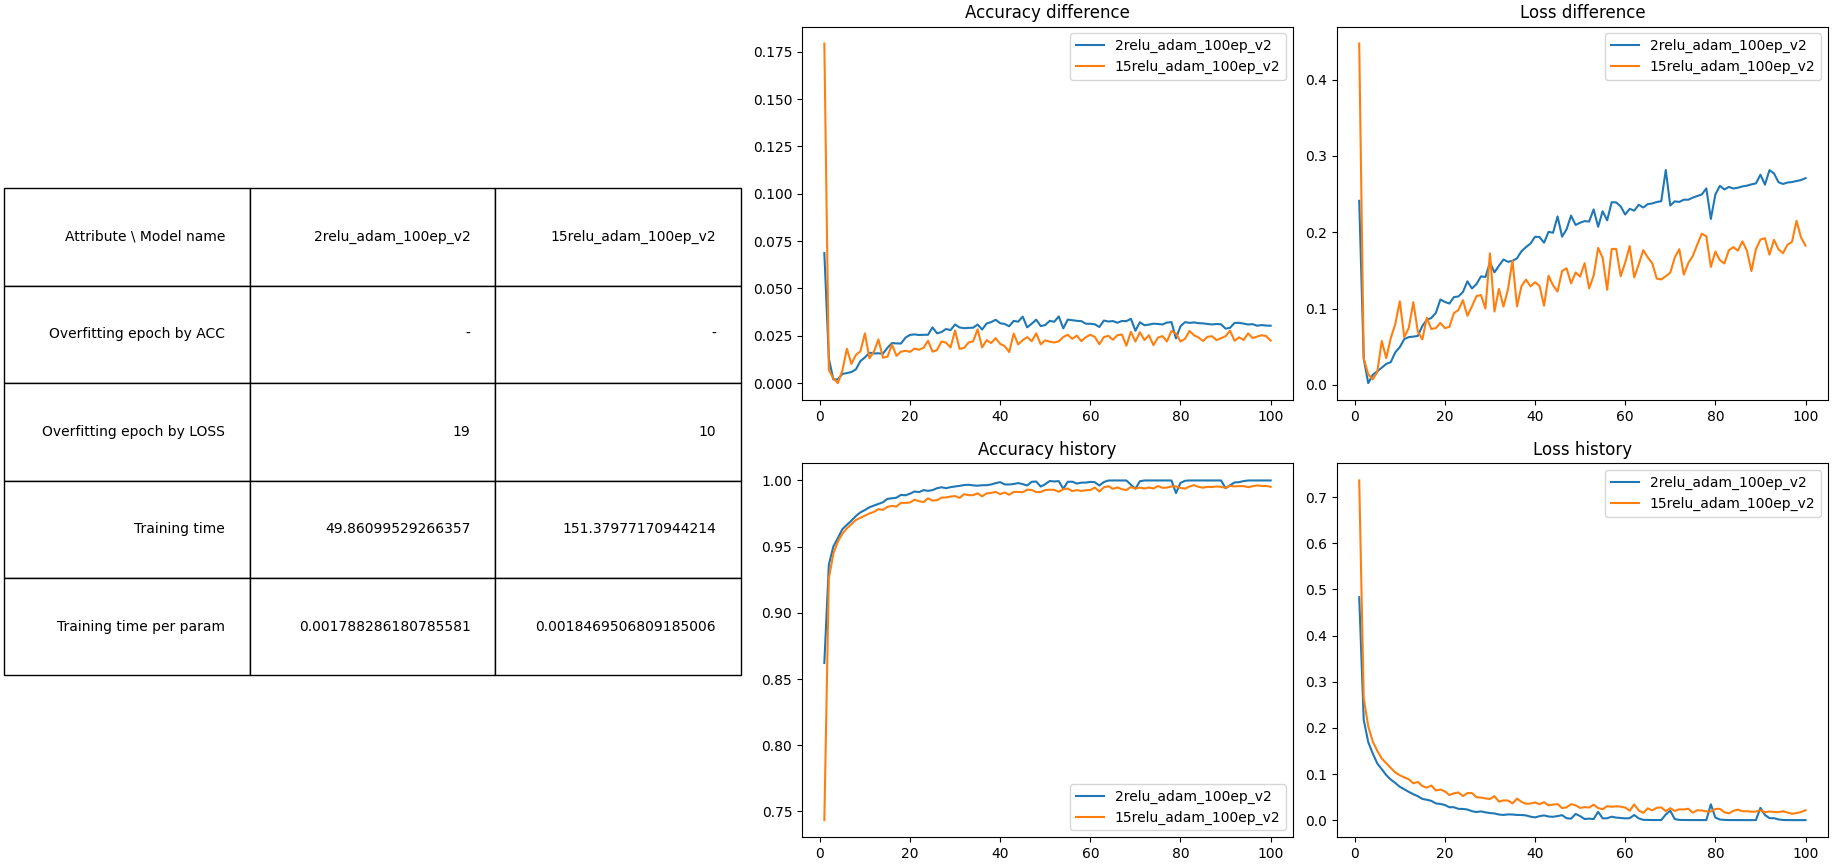 Attribute \ Model name 2relu_adam_100ep_v2 15relu_adam_100ep_v2
Overfitting epoch by ACC - -
Overfitting epoch by LOSS 19 10
Training time 49.86099529266357 151.37977170944214
Training time per param 0.0017882861807855​81 0.0018469506809185006
Accuracy difference
2relu_adam_100ep_v2
15relu_adam_100ep_v2
0.175
0.150
0.125
0.100
0.075
0.050
0.025
0.000
0 20 40 60 80 100
Loss difference
2relu_adam_100ep_v2
15relu_adam_100ep_v2
0.4
0.3
0.2
0.1
0.0
0 20 40 60 80 100
Accuracy history
1.00
0.95
0.90
0.85
0.80
0.75
2relu_adam_100ep_v2
15relu_adam_100ep_v2
0 20 40 60 80 100
Loss history
2relu_adam_100ep_v2
15relu_adam_100ep_v2
0.7
0.6
0.5
0.4
0.3
0.2
0.1
0.0
0 20 40 60 80 100